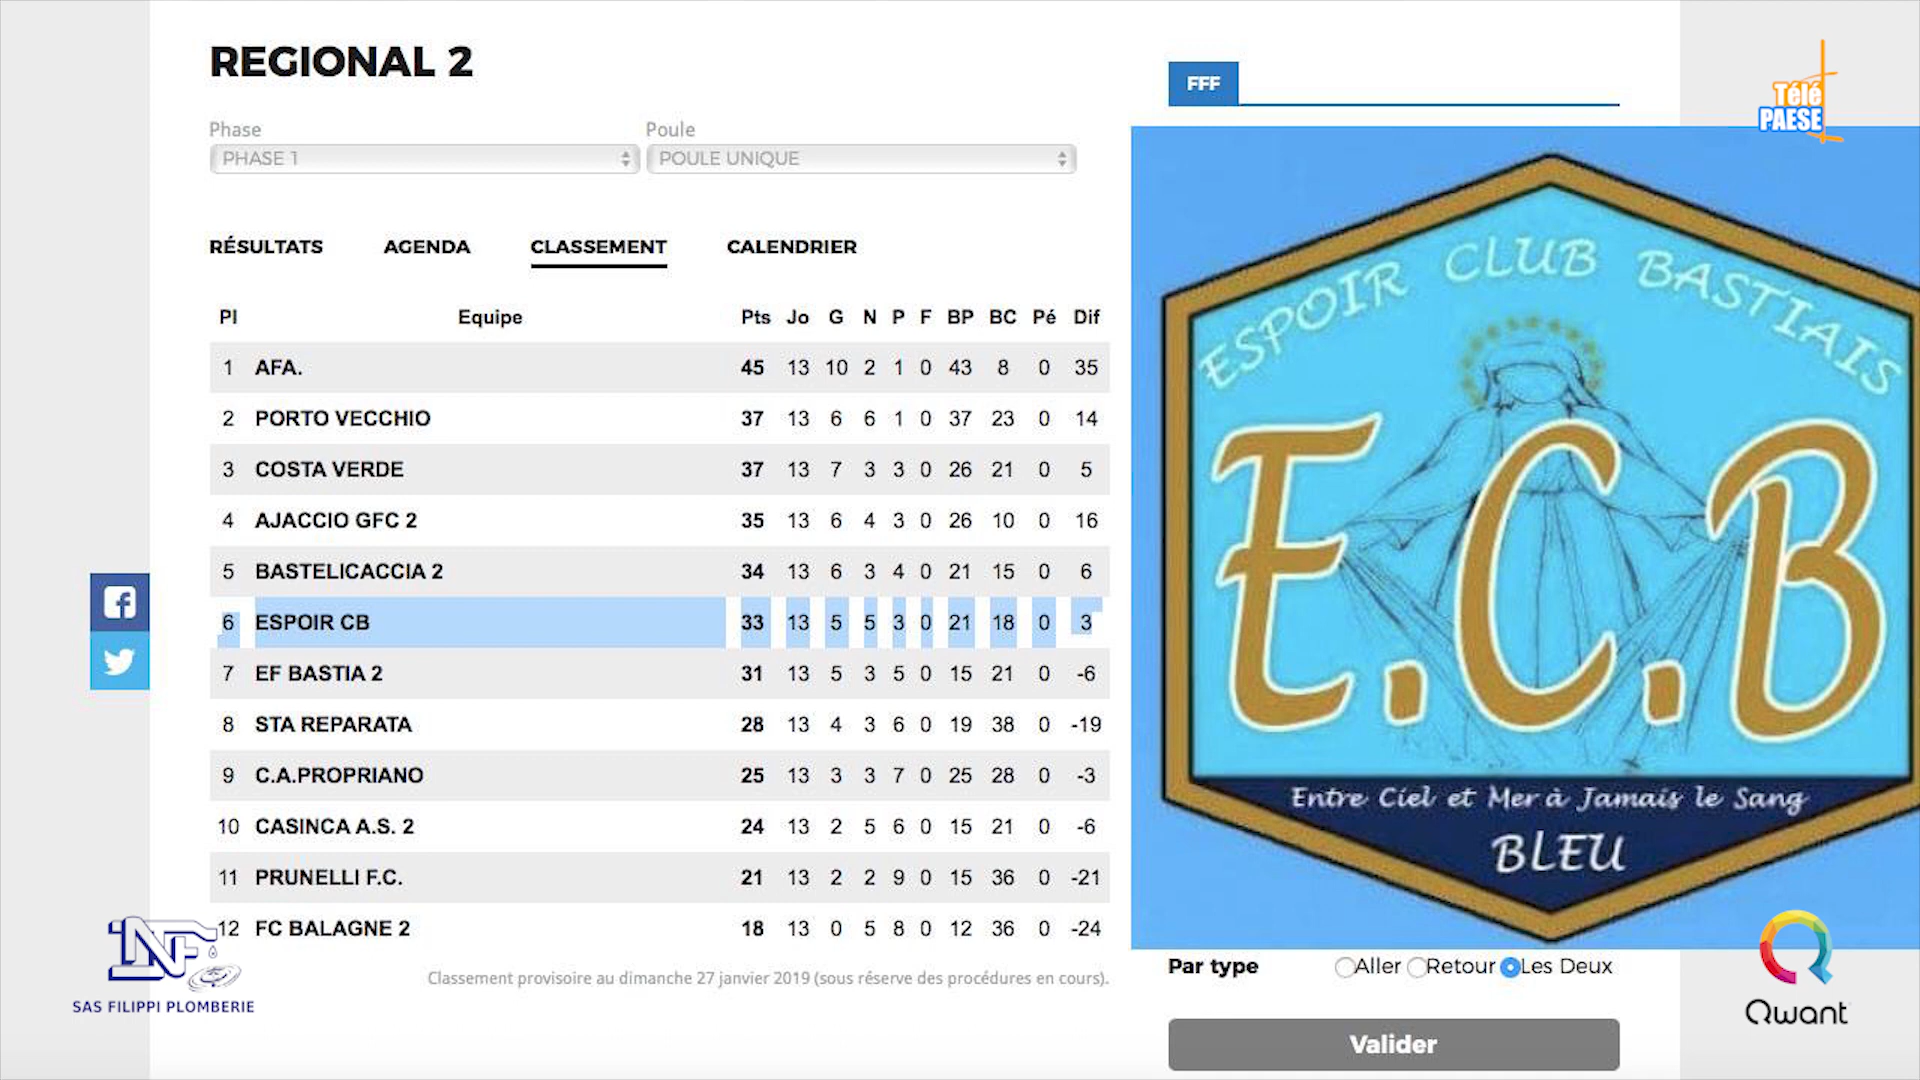 REGIONAL 2
FFF
Télé
PAESE
Phase Poule
PHASE 1 POULE UNIQUE
RÉSULTATS AGENDA CLASSEMENT CALENDRIER
Pl Equipe Pts Jo G N P F BP BC Pé Dif
1 AFA. 45 13 10 2 1 0 43 8 0 35
2 PORTO VECCHIO 37 13 6 6 1 0 37 23 0 14
3 COSTA VERDE 37 13 7 3 3 0 26 21 0 5
4 AJACCIO GFC 2 35 13 6 4 3 0 26 10 0 16
5 BASTELICACCIA 2 34 13 6 3 4 0 21 15 0 6
6 ESPOIR CB 33 13 5 5 3 0 21 18 0 3
7 EF BASTIA 2 31 13 5 3 5 0 15 21 0 -6
8 STA REPARATA 28 13 4 3 6 0 19 38 0 -19
9 C.A.PROPRIANO 25 13 3 3 7 0 25 28 0 -3
10 CASINCA A.S. 2 24 13 2 5 6 0 15 21 0 -6
11 PRUNELLI F.C. 21 13 2 2 9 0 15 36 0 -21
12 FC BALAGNE 2 18 13 0 5 8 0 12 36 0 -24
Classement provisoire au dimanche 27 janvier 2019 (sous réserve des procédures en cours).
ESPOIR CLUB BASTIAIS
E.C.B
Entre Ciel et Mer à Jamais le Sang
BLEU
Par type Aller Retour Les Deux
Valider
NF
SAS FILIPPI PLOMBERIE
Qwant